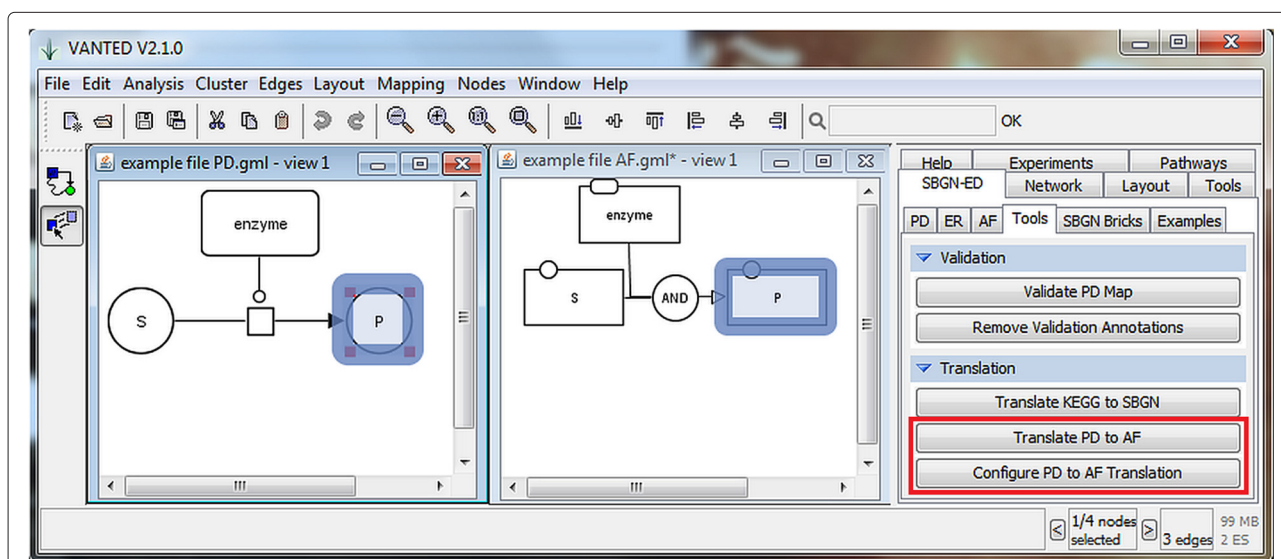 VANTED V2.1.0
File Edit Analysis Cluster Edges Layout Mapping Nodes Window Help
OK
example file PD.gml - view 1
example file AF.gml* - view 1
Help Experiments Pathways
SBGN-ED Network Layout Tools
PD ER AF Tools SBGN Bricks Examples
enzyme
S
P
enzyme
S
AND
P
Validation
Validate PD Map
Remove Validation Annotations
Translation
Translate KEGG to SBGN
Translate PD to AF
Configure PD to AF Translation
< 1/4 nodes selected > 3 edges
99 MB
2 ES